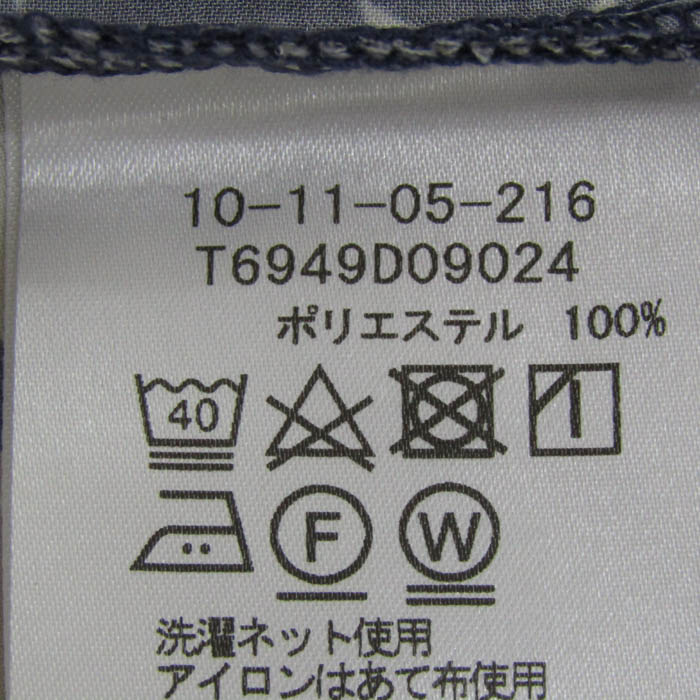 10-11-05-216
T6949D09024
ポリエステル 100%
40
F W
洗濯ネット使用
アイロンはあて布使用